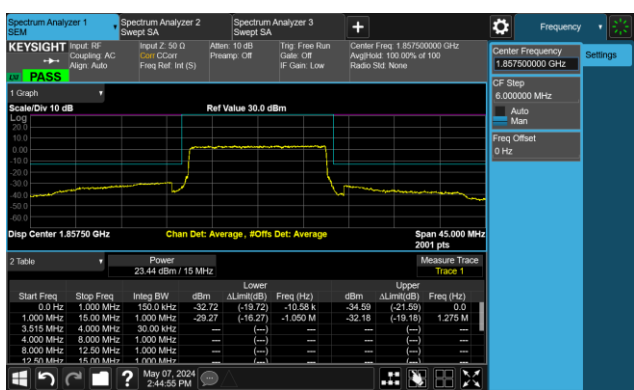 Spectrum Analyzer 1
SEM
Spectrum Analyzer 2
Swept SA
Spectrum Analyzer 3
Swept SA
Frequency
KEYSIGHT
Input: RF
Coupling: AC
Align: Auto
Input Z: 50 Ω
Corr CCorr
Freq Ref: Int (S)
Atten: 10 dB
Preamp: Off
Trig: Free Run
Gate: Off
IF Gain: Low
Center Freq: 1.857500000 GHz
Avg|Hold: 100.00% of 100
Radio Std: None
PASS
Center Frequency
1.857500000 GHz
Settings
CF Step
6.000000 MHz
Auto
Man
Freq Offset
0 Hz
1 Graph
Scale/Div 10 dB
Ref Value 30.0 dBm
Log
20.0
10.0
0.00
-10.0
-20.0
-30.0
-40.0
-50.0
-60.0
Disp Center 1.85750 GHz
Chan Det: Average, #Offs Det: Average
Span 45.000 MHz
2001 pts
2 Table
Power
23.44 dBm / 15 MHz
Measure Trace
Trace 1
Lower Upper
Start Freq Stop Freq Integ BW dBm ΔLimit(dB) Freq (Hz) dBm ΔLimit(dB) Freq (Hz)
0.0 Hz 1.000 MHz 150.0 kHz -32.72 (-19.72) -10.58 k -34.59 (-21.59) 0.0
1.000 MHz 15.00 MHz 1.000 MHz -29.27 (-16.27) -1.050 M -32.18 (-19.18) 1.275 M
3.515 MHz 4.000 MHz 30.00 kHz --- (---) --- --- (---) ---
4.000 MHz 8.000 MHz 1.000 MHz --- (---) --- --- (---) ---
8.000 MHz 12.50 MHz 1.000 MHz --- (---) --- --- (---) ---
12.50 MHz 15.00 MHz 1.000 MHz --- (---) --- --- (---) ---
May 07, 2024
2:44:55 PM